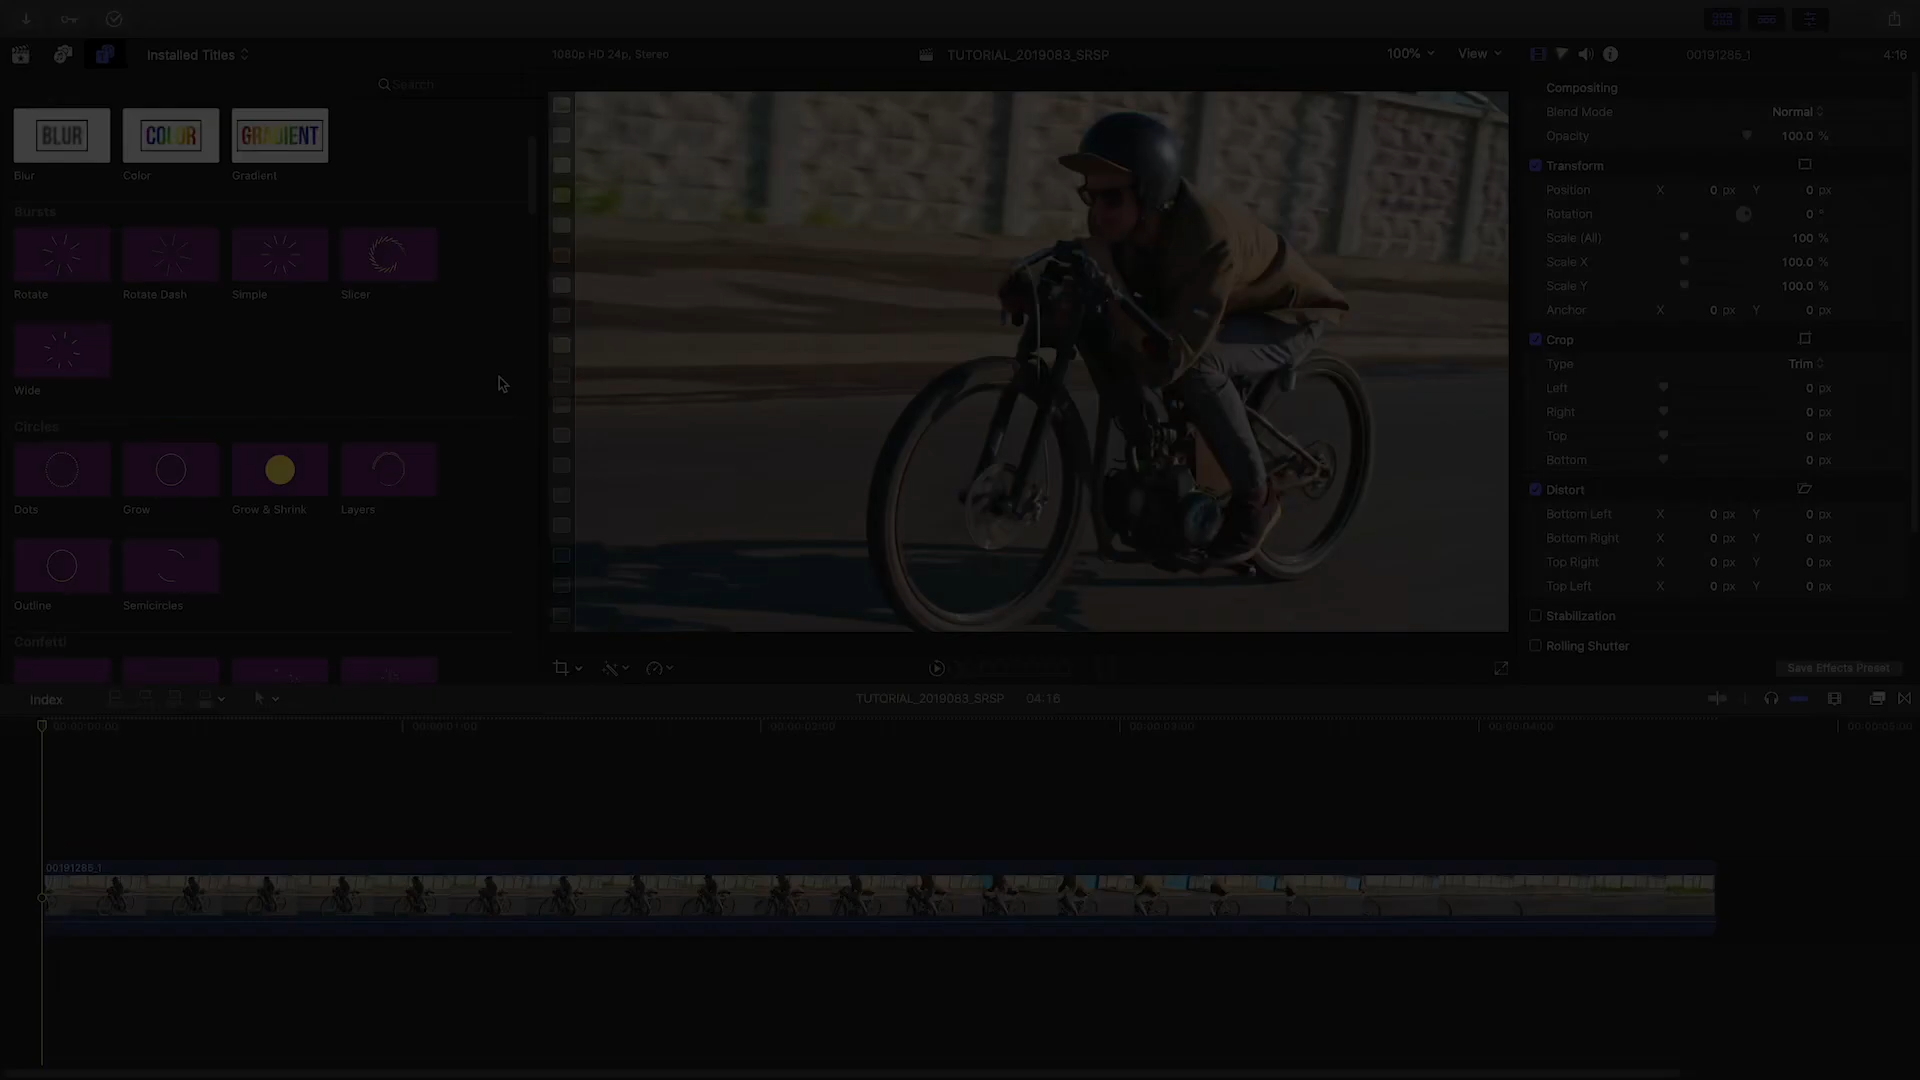 Installed Titles
1080p HD 24p, Stereo
TUTORIAL_2019083_SRSP
100%
View
00191285_1
4:16
Search
BLUR
COLOR
GRADIENT
Blur
Color
Gradient
Bursts
Rotate
Rotate Dash
Simple
Slicer
Wide
Circles
Dots
Grow
Grow & Shrink
Layers
Outline
Semicircles
Confetti
Compositing
Blend Mode Normal
Opacity 100.0 %
Transform
Position X 0 px Y 0 px
Rotation 0 °
Scale (All) 100 %
Scale X 100.0 %
Scale Y 100.0 %
Anchor X 0 px Y 0 px
Crop
Type Trim
Left 0 px
Right 0 px
Top 0 px
Bottom 0 px
Distort
Bottom Left X 0 px Y 0 px
Bottom Right X 0 px Y 0 px
Top Right X 0 px Y 0 px
Top Left X 0 px Y 0 px
Stabilization
Rolling Shutter
Save Effects Preset
Index
TUTORIAL_2019083_SRSP 04:16
00:00:00:00
00:00:01:00
00:00:02:00
00:00:03:00
00:00:04:00
00:00:05:00
00191285_1